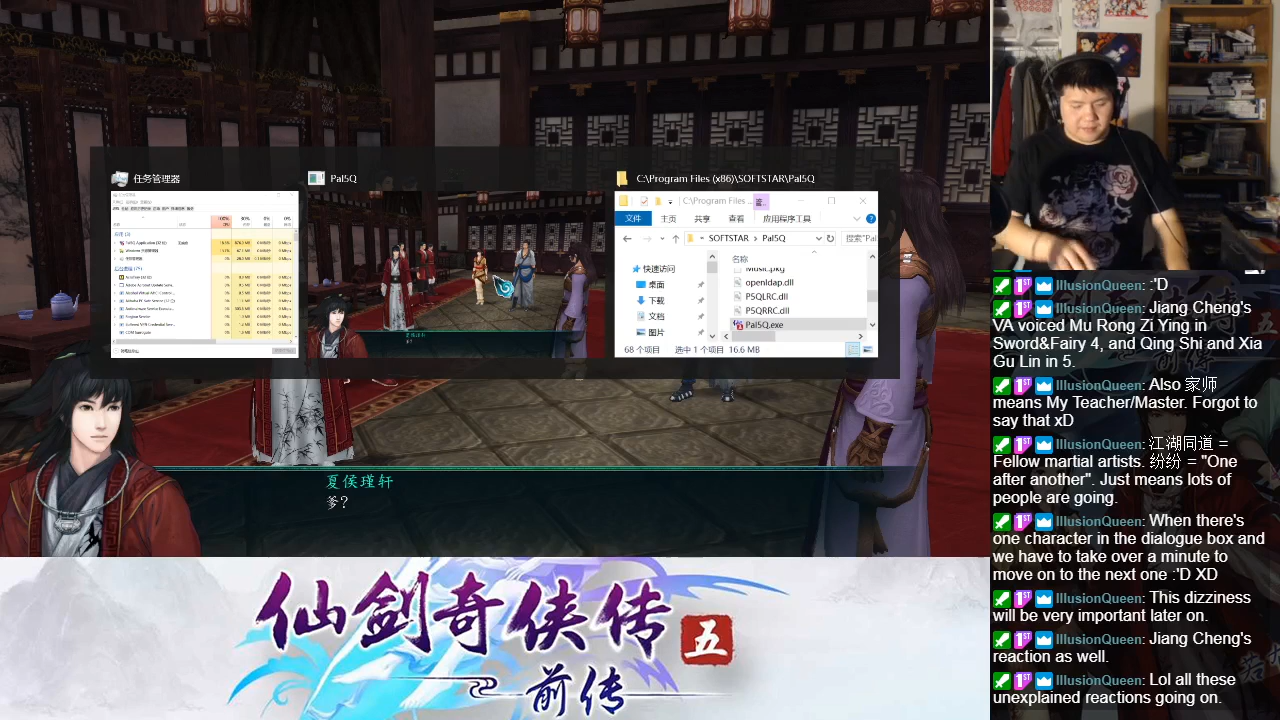 任务管理器
Pal5Q
C:\Program Files (x86)\SOFTSTAR\Pal5Q
C:\Program Files ...
文件 主页 共享 查看 应用程序工具
SOFTSTAR Pal5Q 搜索"Pal
快速访问
桌面
下载
文档
图片
名称
Music.pkg
openldap.dll
P5QLRC.dll
P5QRRC.dll
Pal5Q.exe
68 个项目 选中 1 个项目 16.6 MB
夏侯瑾轩
爹?
仙剑奇侠传
五
前传
IllusionQueen: :'D
IllusionQueen: Jiang Cheng's
VA voiced Mu Rong Zi Ying in
Sword&Fairy 4, and Qing Shi and Xia
Gu Lin in 5.
IllusionQueen: Also 家师
means My Teacher/Master. Forgot to
say that xD
IllusionQueen: 江湖同道 =
Fellow martial artists. 纷纷 = "One
after another". Just means lots of
people are going.
IllusionQueen: When there's
one character in the dialogue box and
we have to take over a minute to
move on to the next one :'D XD
IllusionQueen: This dizziness
will be very important later on.
IllusionQueen: Jiang Cheng's
reaction as well.
IllusionQueen: Lol all these
unexplained reactions going on.